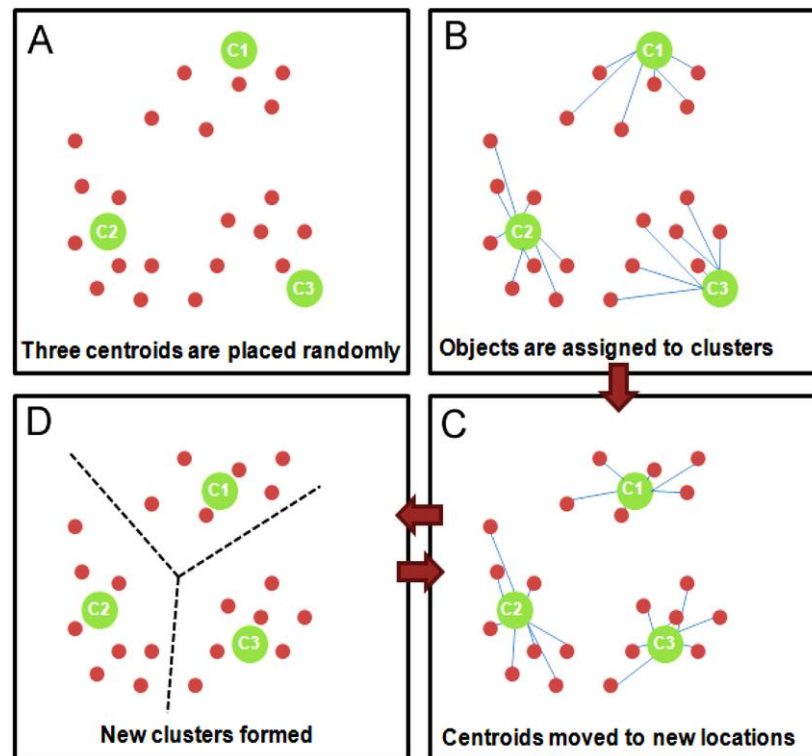 A
C1
C2
C3
Three centroids are placed randomly
B
C1
C2
C3
Objects are assigned to clusters
D
C1
C2
C3
New clusters formed
C
C1
C2
C3
Centroids moved to new locations